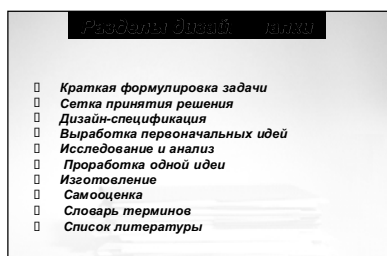 Разделы
Краткая формулировка задачи
Сетка принятия решения
Дизайн-спецификация
Выработка первоначальных идей
Исследование и анализ
Проработка одной идеи
Изготовление
Самооценка
Словарь терминов
Список литературы